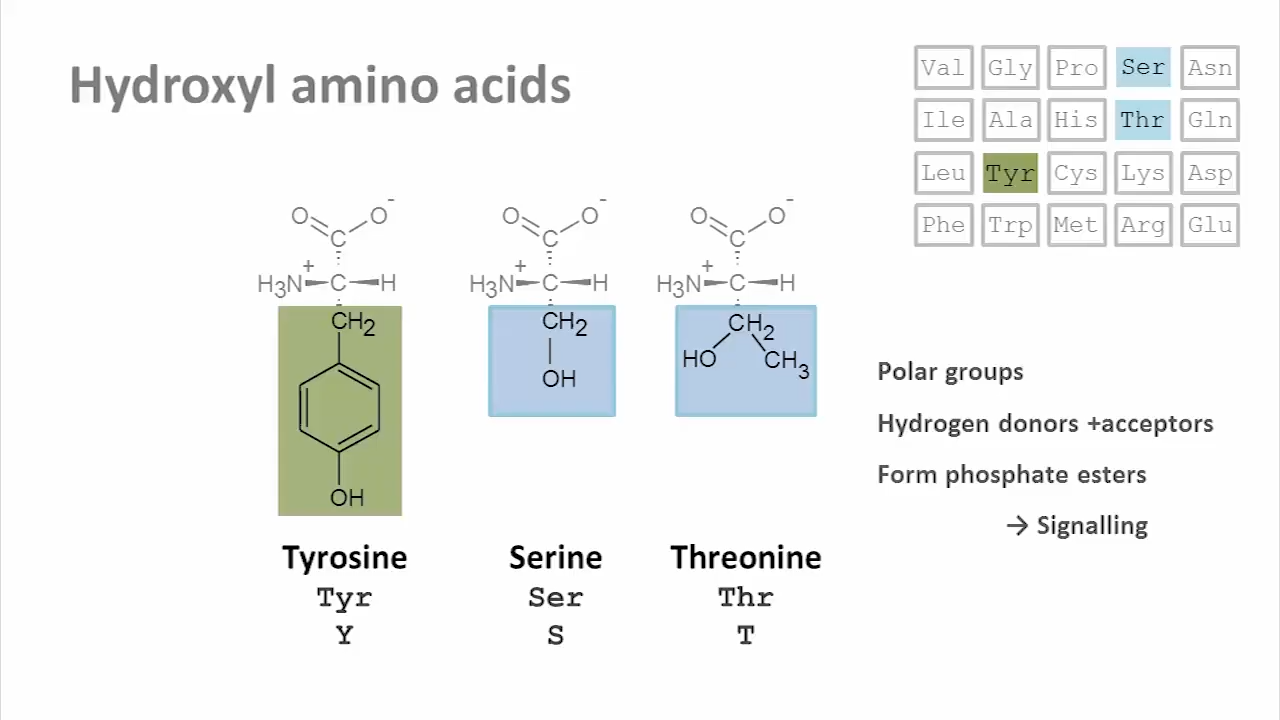 Hydroxyl amino acids
Val Gly Pro Ser Asn
Ile Ala His Thr Gln
Leu Tyr Cys Lys Asp
Phe Trp Met Arg Glu
O O- O O- O O-
C C C
H3N+ C H H3N+ C H H3N+ C H
CH2 CH2 CH2
HO CH3
OH
OH
Polar groups
Hydrogen donors +acceptors
Form phosphate esters
→ Signalling
Tyrosine Serine Threonine
Tyr Ser Thr
Y S T